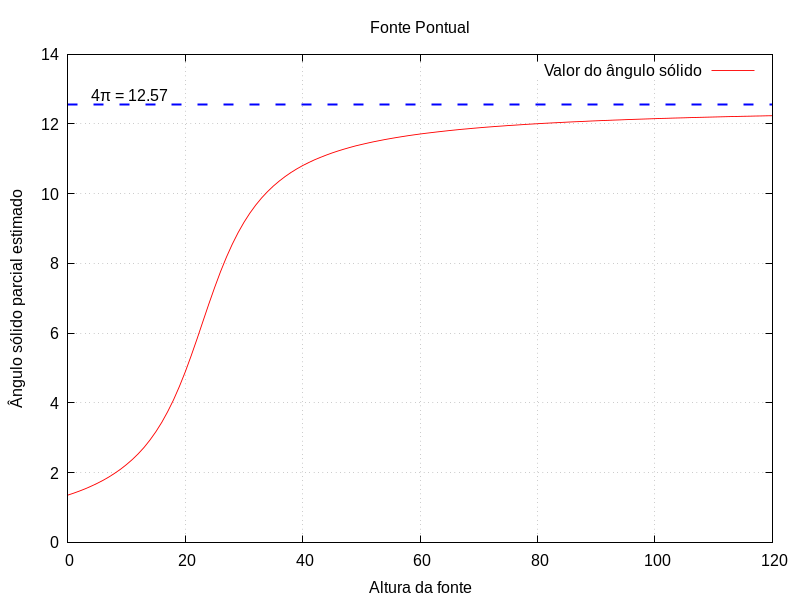 Fonte Pontual
14
Valor do ângulo sólido
4π = 12.57
12
10
8
6
4
2
0
Ângulo sólido parcial estimado
0 20 40 60 80 100 120
Altura da fonte